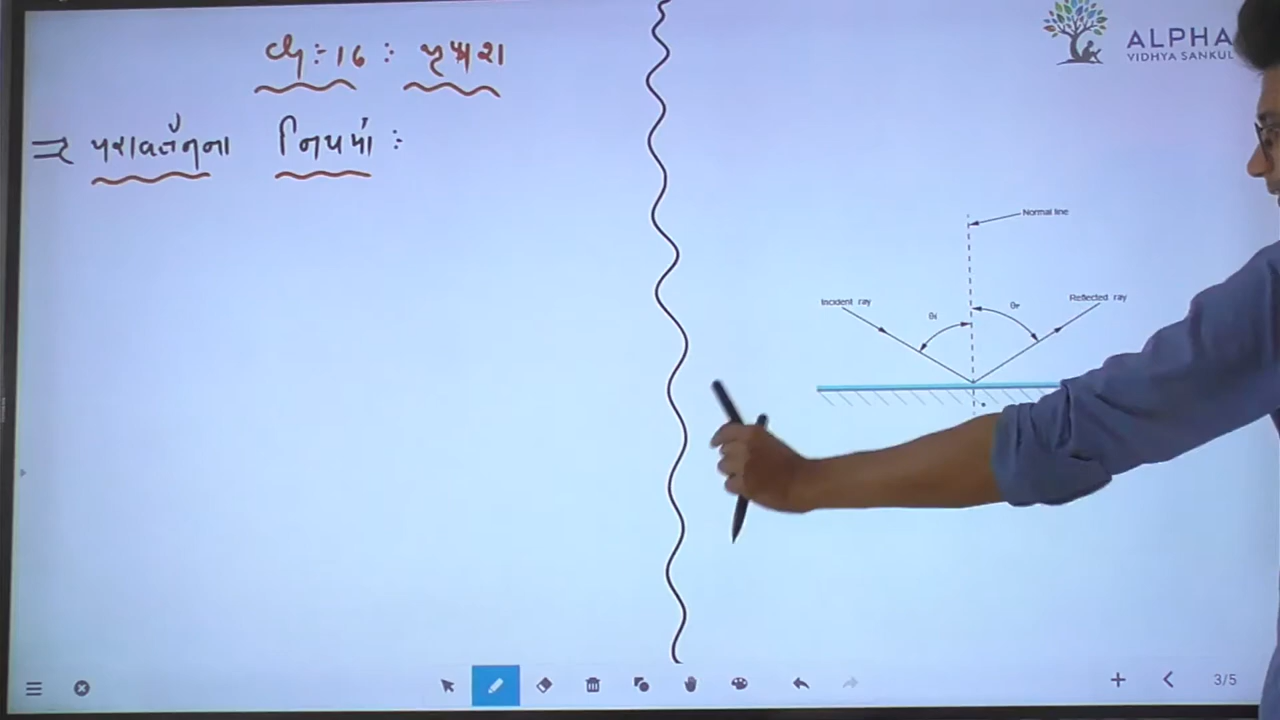 Ch :- 16 : પ્રકાશ
⇒ પરાવર્તનના નિયમો :
ALPHA
VIDHYA SANKUL
Normal line
Incident ray
Reflected ray
θi
θr
3/5